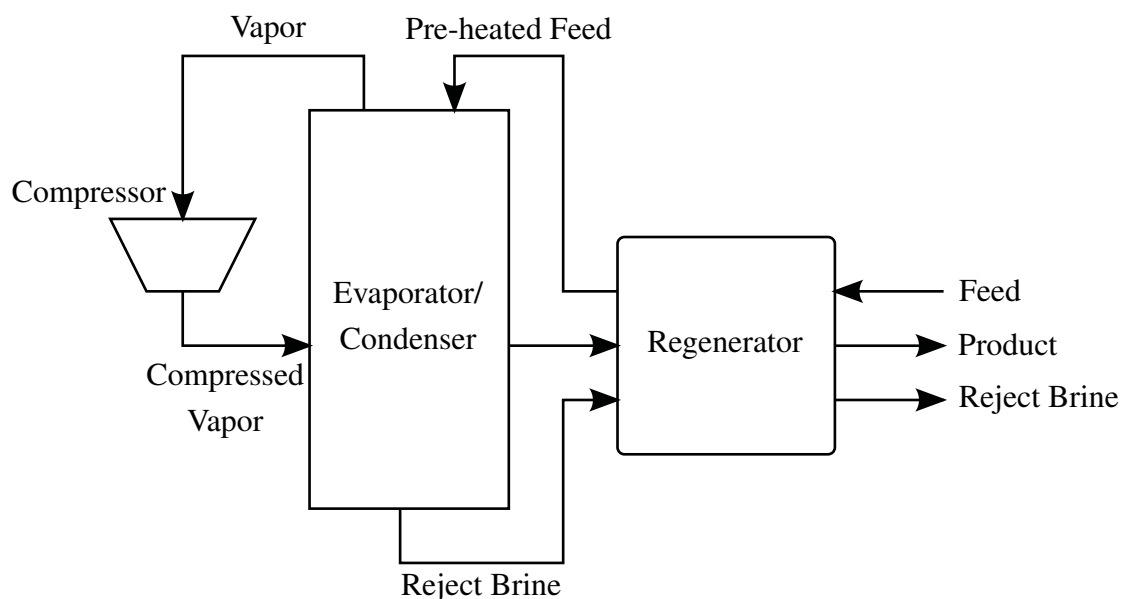 Vapor
Pre-heated Feed
Compressor
Evaporator/
Condenser
Regenerator
Feed
Product
Reject Brine
Compressed
Vapor
Reject Brine